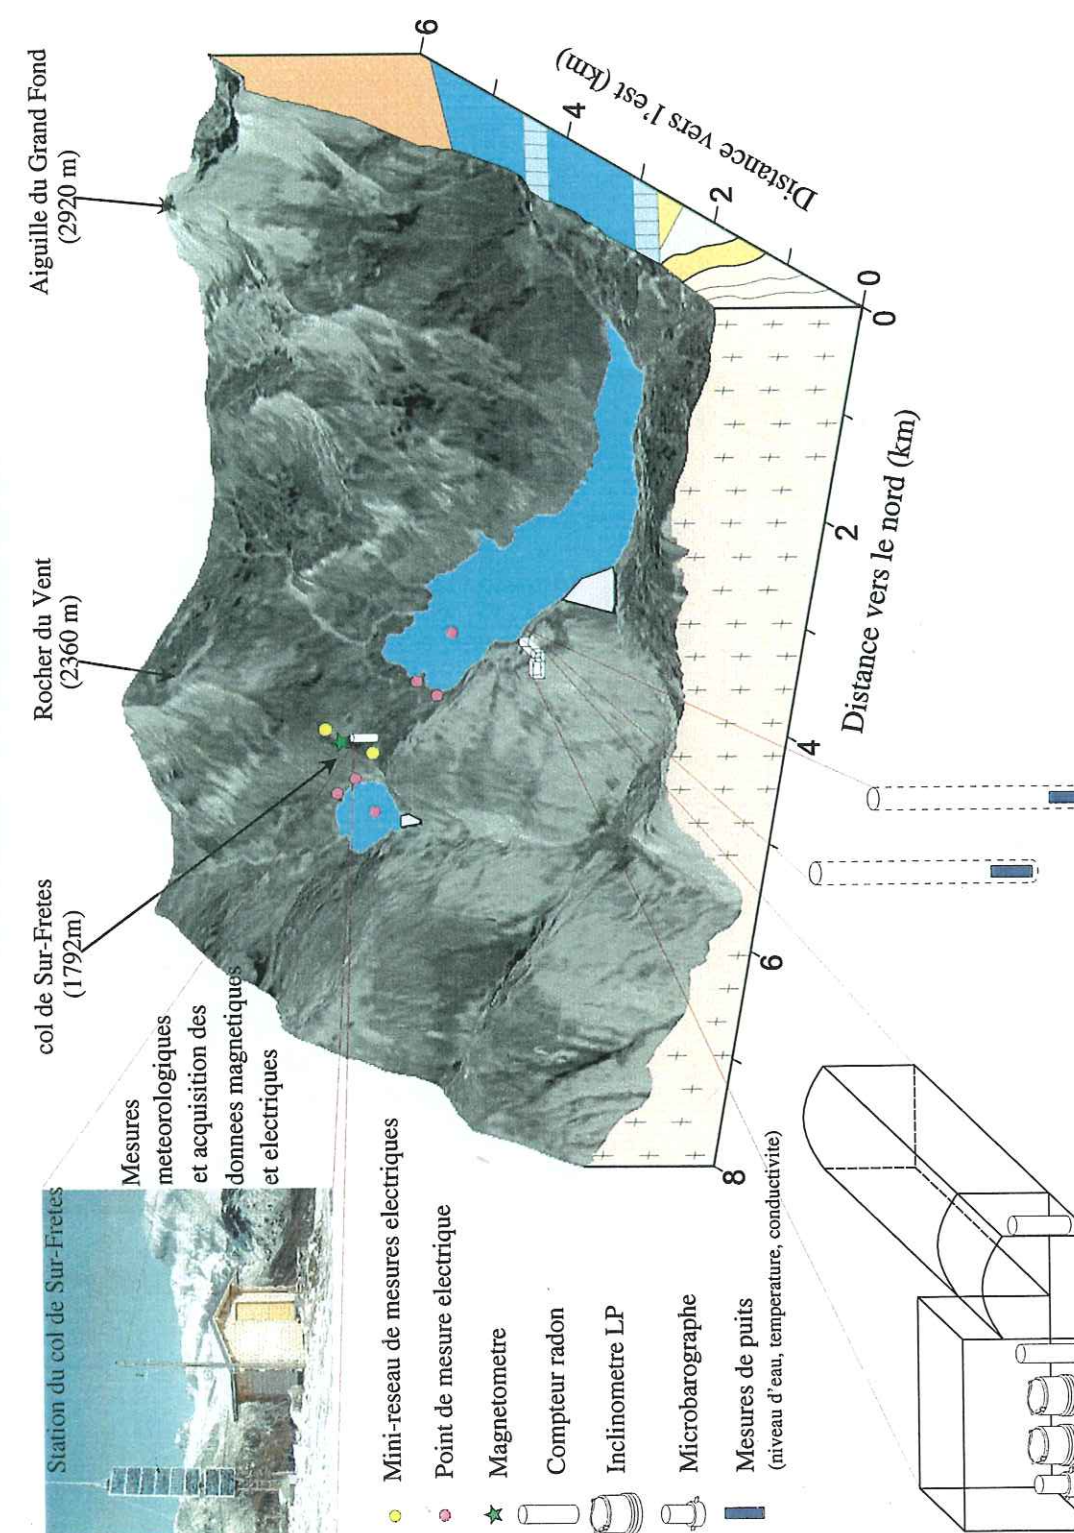 Station du col de Sur-Fretes
Mesures
meteorologiques
et acquisition des
donnees magnetiques
et electriques
col de Sur-Fretes
(1792m)
Rocher du Vent
(2360 m)
Aiguille du Grand Fond
(2920 m)
Mini-reseau de mesures electriques
Point de mesure electrique
Magnetometre
Compteur radon
Inclinometre LP
Microbarographe
Mesures de puits
(niveau d'eau, temperature, conductivite)
8
6
4
2
0
Distance vers le nord (km)
0
2
4
6
Distance vers l'est (km)